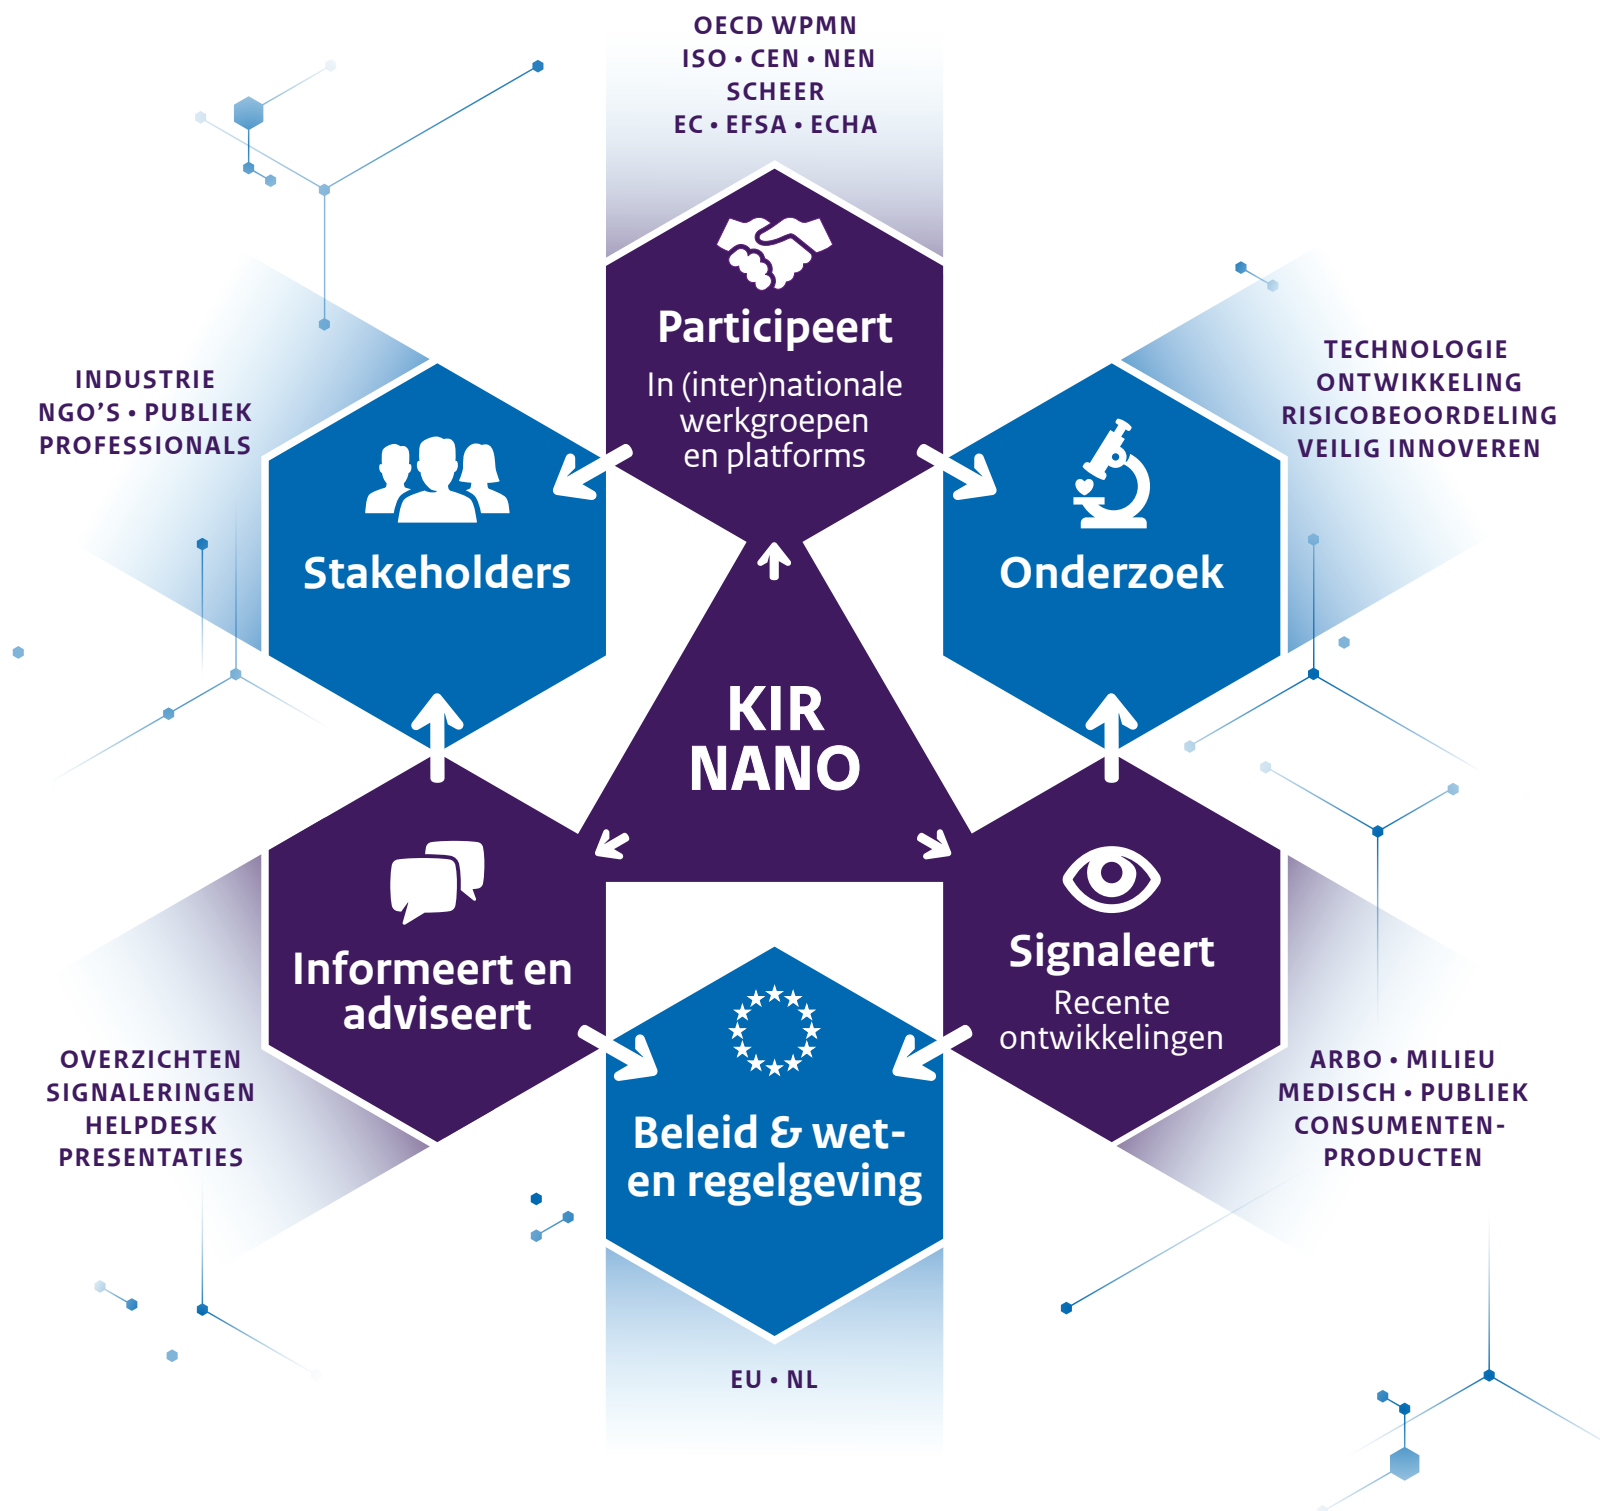 OECD WPMN
ISO • CEN • NEN
SCHEER
EC • EFSA • ECHA
Participeert
In (inter)nationale
werkgroepen
en platforms
INDUSTRIE
NGO’S • PUBLIEK
PROFESSIONALS
Stakeholders
TECHNOLOGIE
ONTWIKKELING
RISICOBEOORDELING
VEILIG INNOVEREN
Onderzoek
KIR
NANO
Informeert en
adviseert
OVERZICHTEN
SIGNALERINGEN
HELPDESK
PRESENTATIES
Signaleert
Recente
ontwikkelingen
ARBO • MILIEU
MEDISCH • PUBLIEK
CONSUMENTEN-
PRODUCTEN
Beleid & wet-
en regelgeving
EU • NL